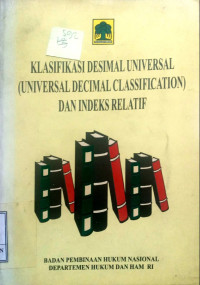 KLASIFIKASI DESIMAL UNIVERSAL
(UNIVERSAL DECIMAL CLASSIFICATION)
DAN INDEKS RELATIF
BADAN PEMBINAAN HUKUM NASIONAL
DEPARTEMEN HUKUM DAN HAM RI